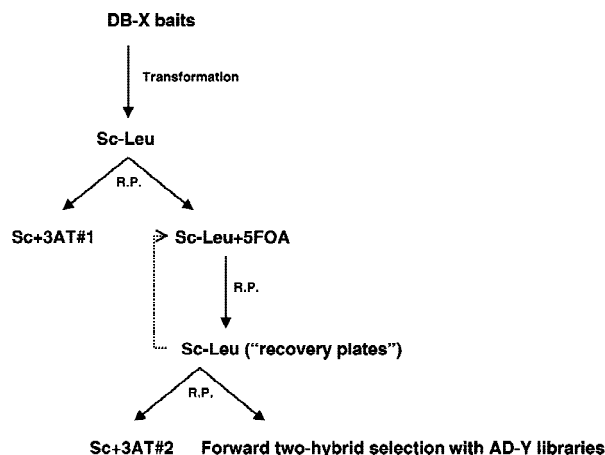 DB-X baits
Transformation
Sc-Leu
R.P.
Sc+3AT#1
Sc-Leu+5FOA
R.P.
Sc-Leu (“recovery plates”)
R.P.
Sc+3AT#2
Forward two-hybrid selection with AD-Y libraries